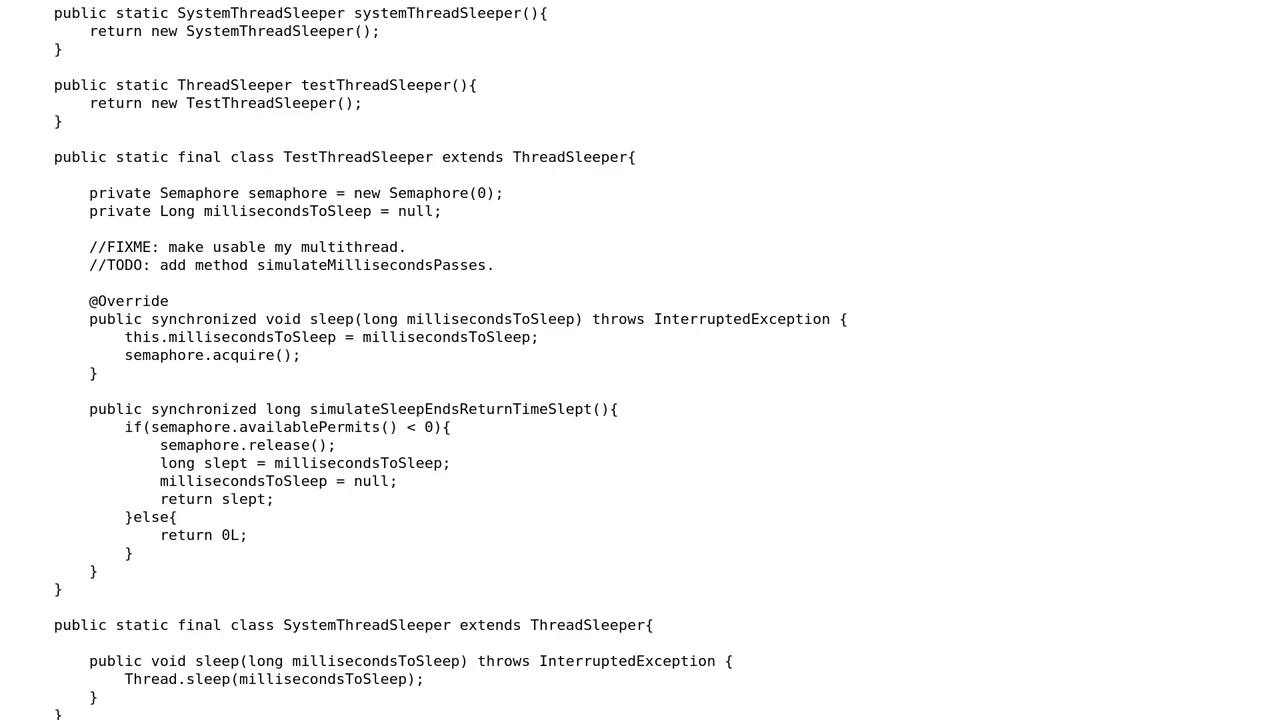 public static SystemThreadSleeper systemThreadSleeper(){
    return new SystemThreadSleeper();
}

public static ThreadSleeper testThreadSleeper(){
    return new TestThreadSleeper();
}

public static final class TestThreadSleeper extends ThreadSleeper{

    private Semaphore semaphore = new Semaphore(0);
    private Long millisecondsToSleep = null;

    //FIXME: make usable my multithread.
    //TODO: add method simulateMillisecondsPasses.

    @Override
    public synchronized void sleep(long millisecondsToSleep) throws InterruptedException {
        this.millisecondsToSleep = millisecondsToSleep;
        semaphore.acquire();
    }

    public synchronized long simulateSleepEndsReturnTimeSlept(){
        if(semaphore.availablePermits() < 0){
            semaphore.release();
            long slept = millisecondsToSleep;
            millisecondsToSleep = null;
            return slept;
        }else{
            return 0L;
        }
    }
}

public static final class SystemThreadSleeper extends ThreadSleeper{

    public void sleep(long millisecondsToSleep) throws InterruptedException {
        Thread.sleep(millisecondsToSleep);
    }
}